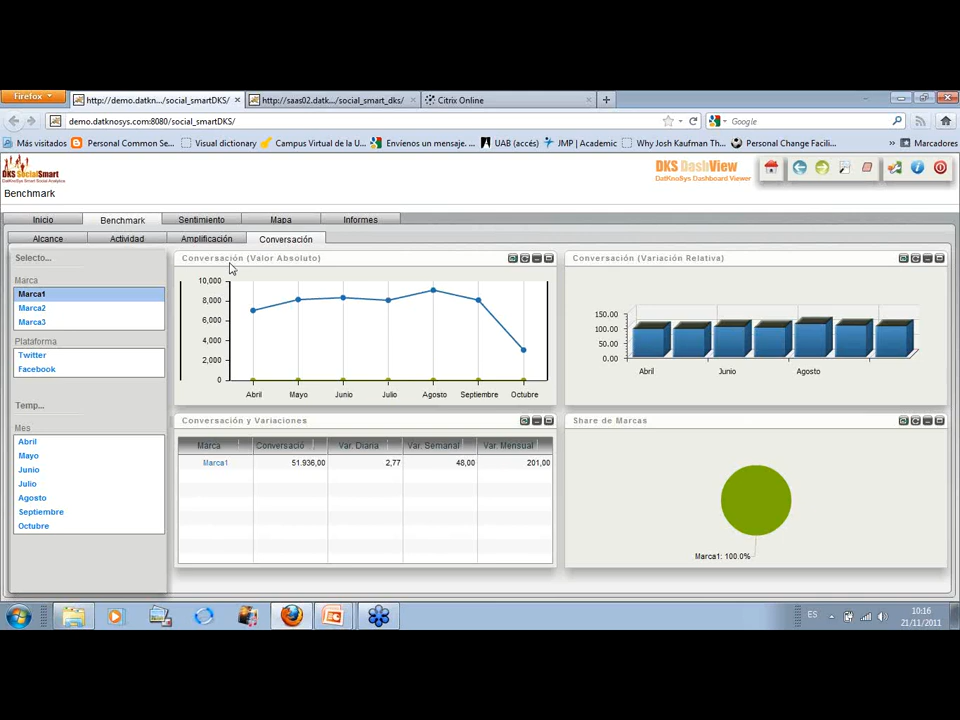 Firefox
http://demo.datkn.../social_smartDKS/
http://saas02.datk.../social_smart_dks/
Citrix Online
demo.datknosys.com:8080/social_smartDKS/
Google
Más visitados
Personal Common Se...
Visual dictionary
Campus Virtual de la U...
Envíenos un mensaje. ...
UAB (accés)
JMP | Academic
Why Josh Kaufman Th...
Personal Change Facili...
»
Marcadores
DKS SocialSmart
DatKnoSys Smart Social Analytics
DKS DashView
DatKnoSys Dashboard Viewer
Benchmark
Inicio
Benchmark
Sentimiento
Mapa
Informes
Alcance
Actividad
Amplificación
Conversación
Selecto...
Marca
Marca1
Marca2
Marca3
Plataforma
Twitter
Facebook
Temp...
Mes
Abril
Mayo
Junio
Julio
Agosto
Septiembre
Octubre
Conversación (Valor Absoluto)
10,000
8,000
6,000
4,000
2,000
0
Abril Mayo Junio Julio Agosto Septiembre Octubre
Conversación (Variación Relativa)
150.00
100.00
50.00
0.00
Abril Junio Agosto
Conversación y Variaciones
Marca Conversació Var. Diaria Var. Semanal Var. Mensual
Marca1 51.936,00 2,77 48,00 201,00
Share de Marcas
Marca1: 100.0%
ES
10:16
21/11/2011